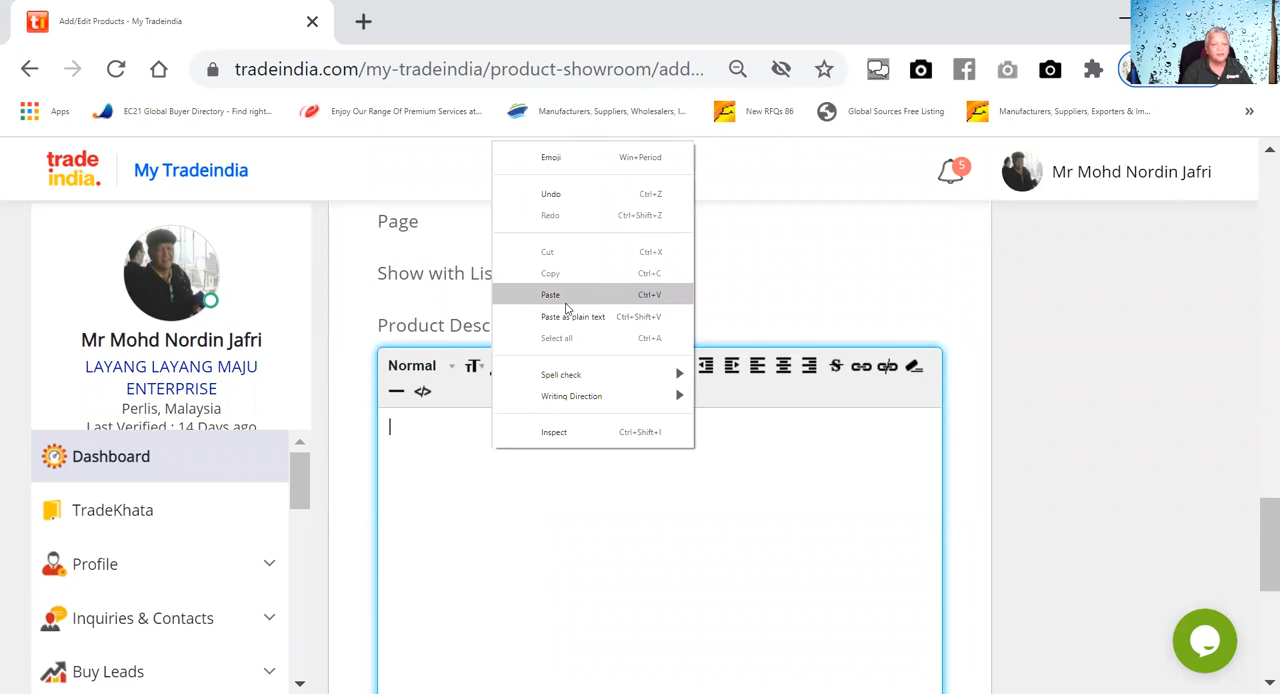 Add/Edit Products - My Tradeindia
tradeindia.com/my-tradeindia/product-showroom/add...
Apps
EC21 Global Buyer Directory - Find right...
Enjoy Our Range Of Premium Services at...
Manufacturers, Suppliers, Wholesalers, I...
New RFQs 86
Global Sources Free Listing
Manufacturers, Suppliers, Exporters & Im...
»
trade
india.
My Tradeindia
5
Mr Mohd Nordin Jafri
Mr Mohd Nordin Jafri
LAYANG LAYANG MAJU
ENTERPRISE
Perlis, Malaysia
Last Verified : 14 Days ago
Dashboard
TradeKhata
Profile
Inquiries & Contacts
Buy Leads
Page
Show with Lis
Product Desc
Normal
Emoji Win+Period
Undo Ctrl+Z
Redo Ctrl+Shift+Z
Cut Ctrl+X
Copy Ctrl+C
Paste Ctrl+V
Paste as plain text Ctrl+Shift+V
Select all Ctrl+A
Spell check
Writing Direction
Inspect Ctrl+Shift+I